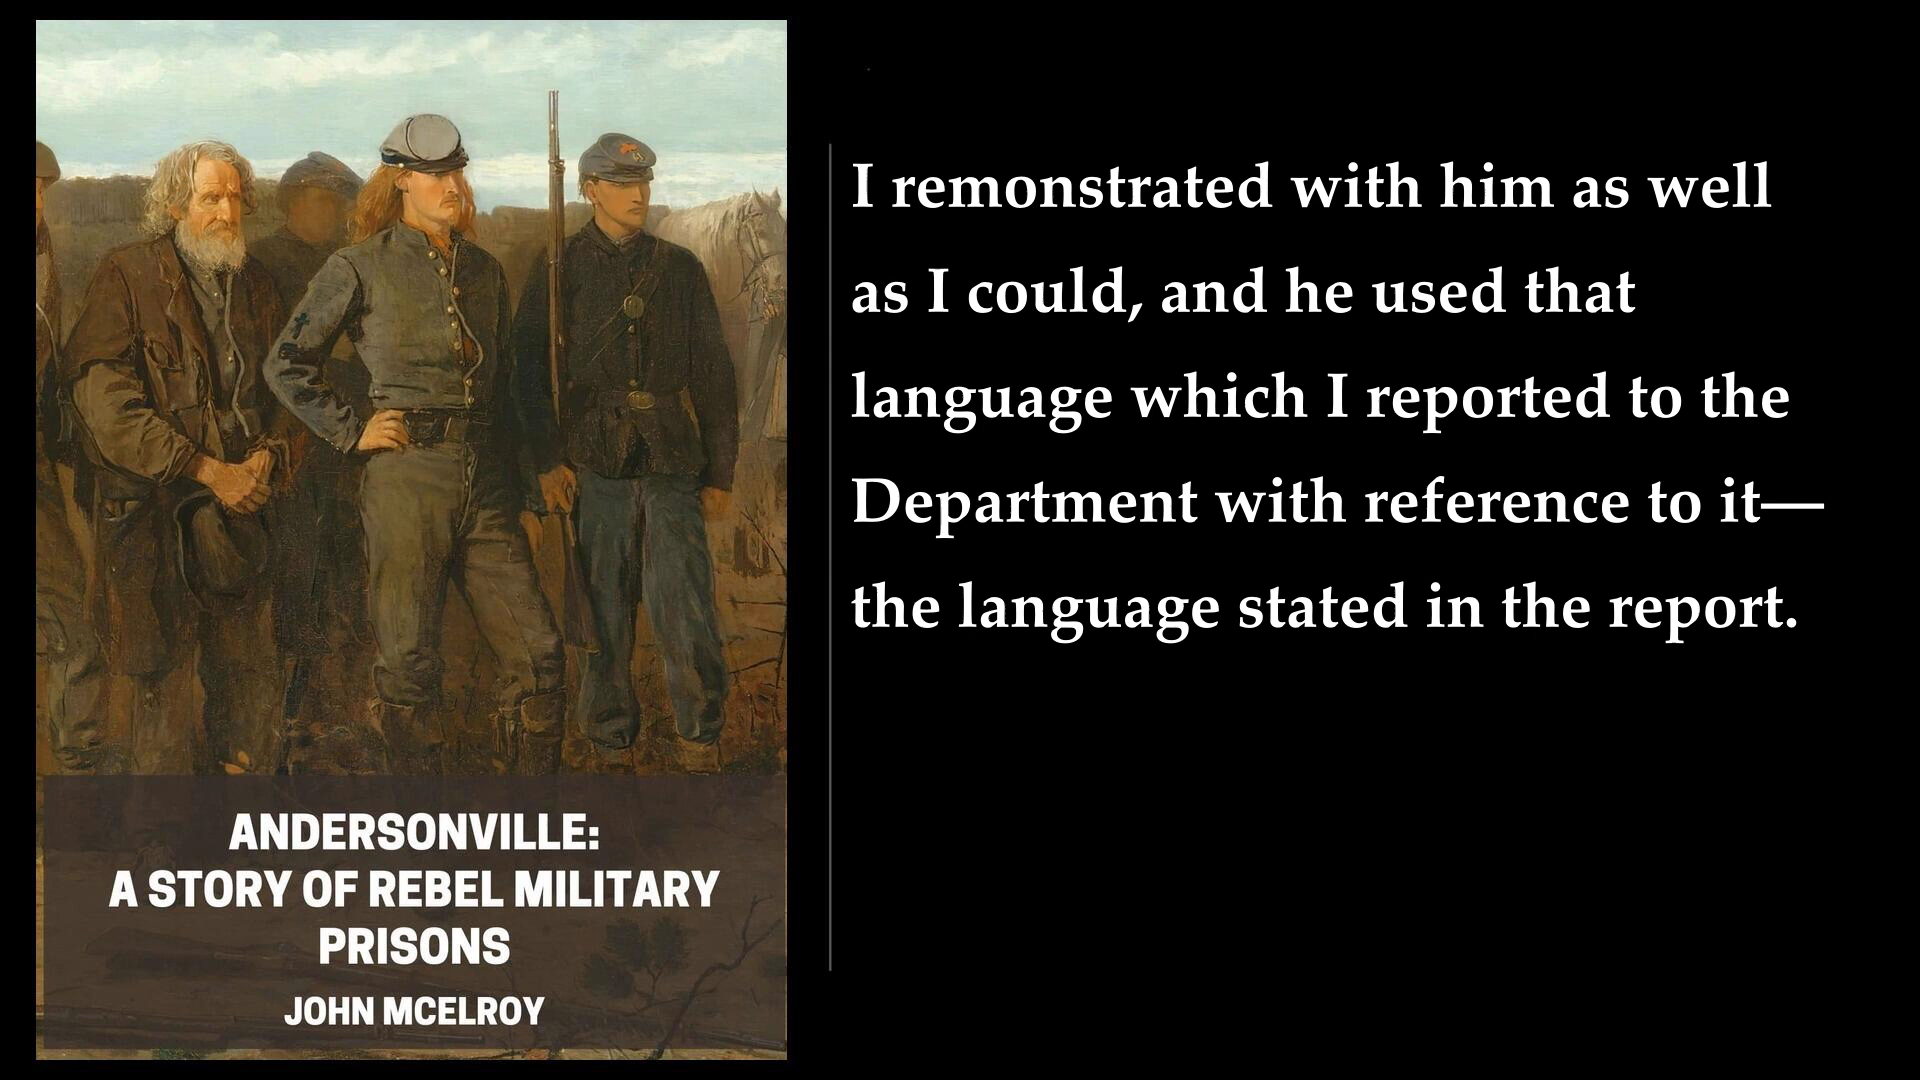 I remonstrated with him as well
as I could, and he used that
language which I reported to the
Department with reference to it—
the language stated in the report.
ANDERSONVILLE:
A STORY OF REBEL MILITARY
PRISONS
JOHN MCELROY